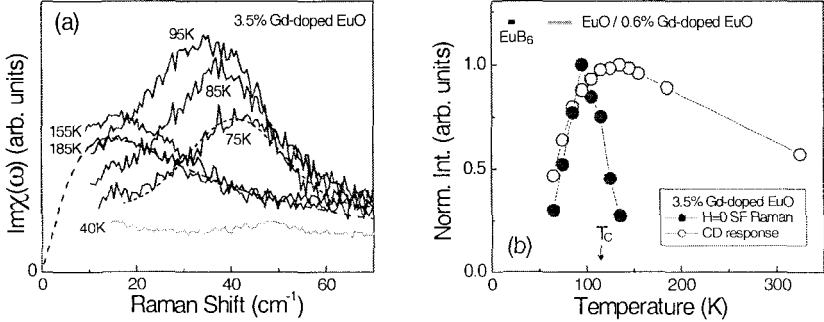 (a)
3.5% Gd-doped EuO
95K
85K
155K
185K
75K
40K
Imχ(ω) (arb. units)
0
0
20
40
60
Raman Shift (cm-1)
EuB6
EuO / 0.6% Gd-doped EuO
Norm. Int. (arb. units)
1.0
0.5
0.0
(b)
TC
3.5% Gd-doped EuO
H=0 SF Raman
CD response
0
100
200
300
Temperature (K)